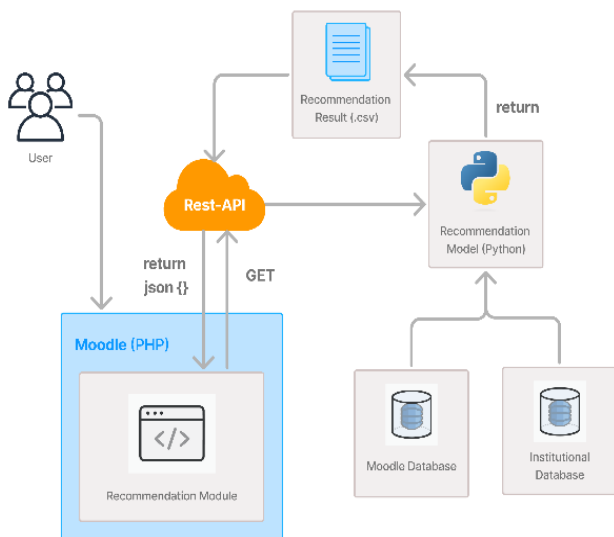 Recommendation
Result (.csv)
return
User
Rest-API
Recommendation
Model (Python)
return
json {}
GET
Moodle (PHP)
</>
Recommendation Module
Moodle Database
Institutional
Database